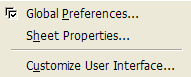 Global Preferences...
Sheet Properties...
Customize User Interface...